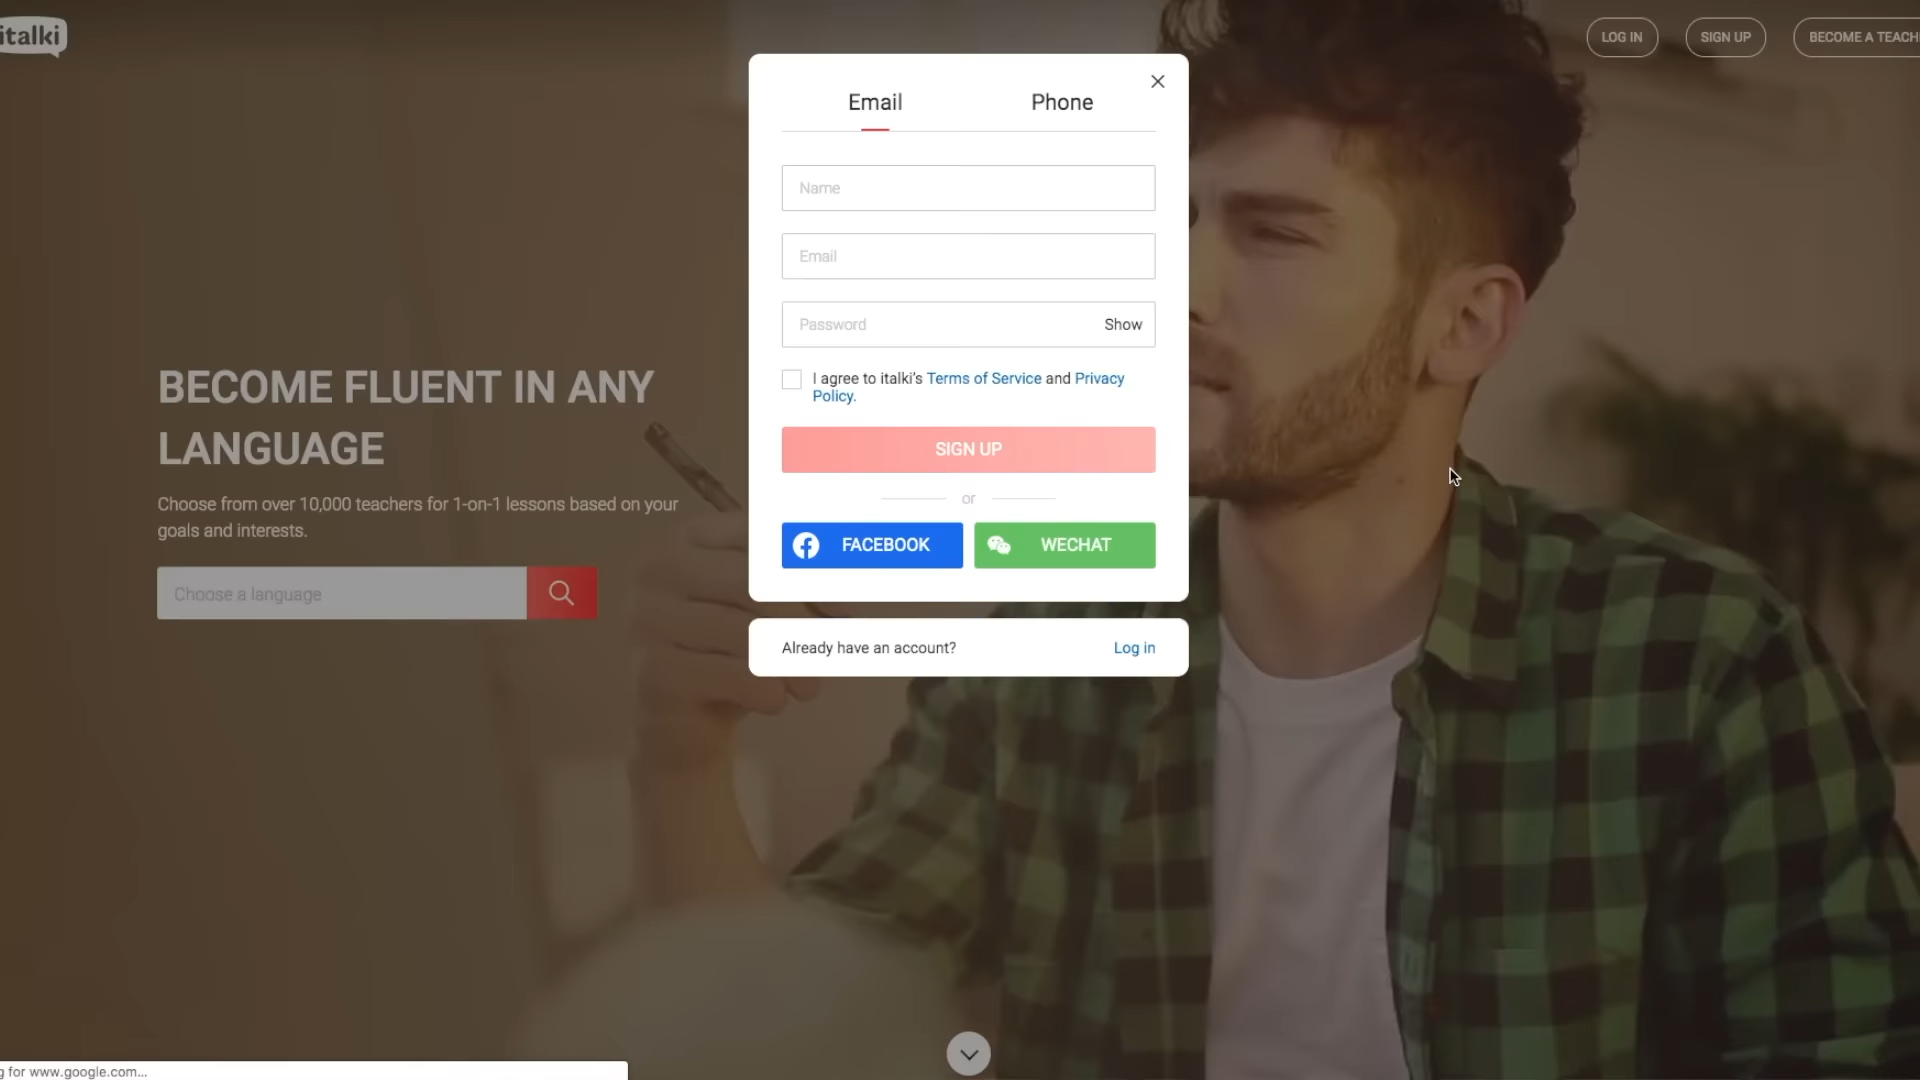 italki
LOG IN
SIGN UP
BECOME A TEACH
Email
Phone
Name
Email
Password
Show
I agree to italki’s Terms of Service and Privacy
Policy.
SIGN UP
or
FACEBOOK
WECHAT
Already have an account?
Log in
BECOME FLUENT IN ANY
LANGUAGE
Choose from over 10,000 teachers for 1-on-1 lessons based on your
goals and interests.
Choose a language
g for www.google.com...